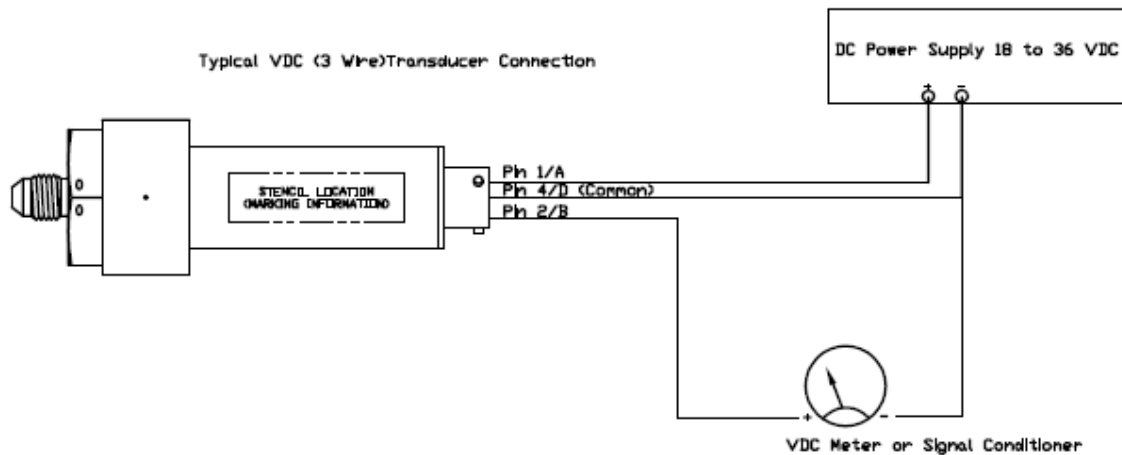 DC Power Supply 18 to 36 VDC
+ -
Typical VDC (3 Wire)Transducer Connection
Pin 1/A
Pin 4/D (Common)
Pin 2/B
STENCIL LOCATION
(MARKING INFORMATION)
+ -
VDC Meter or Signal Conditioner